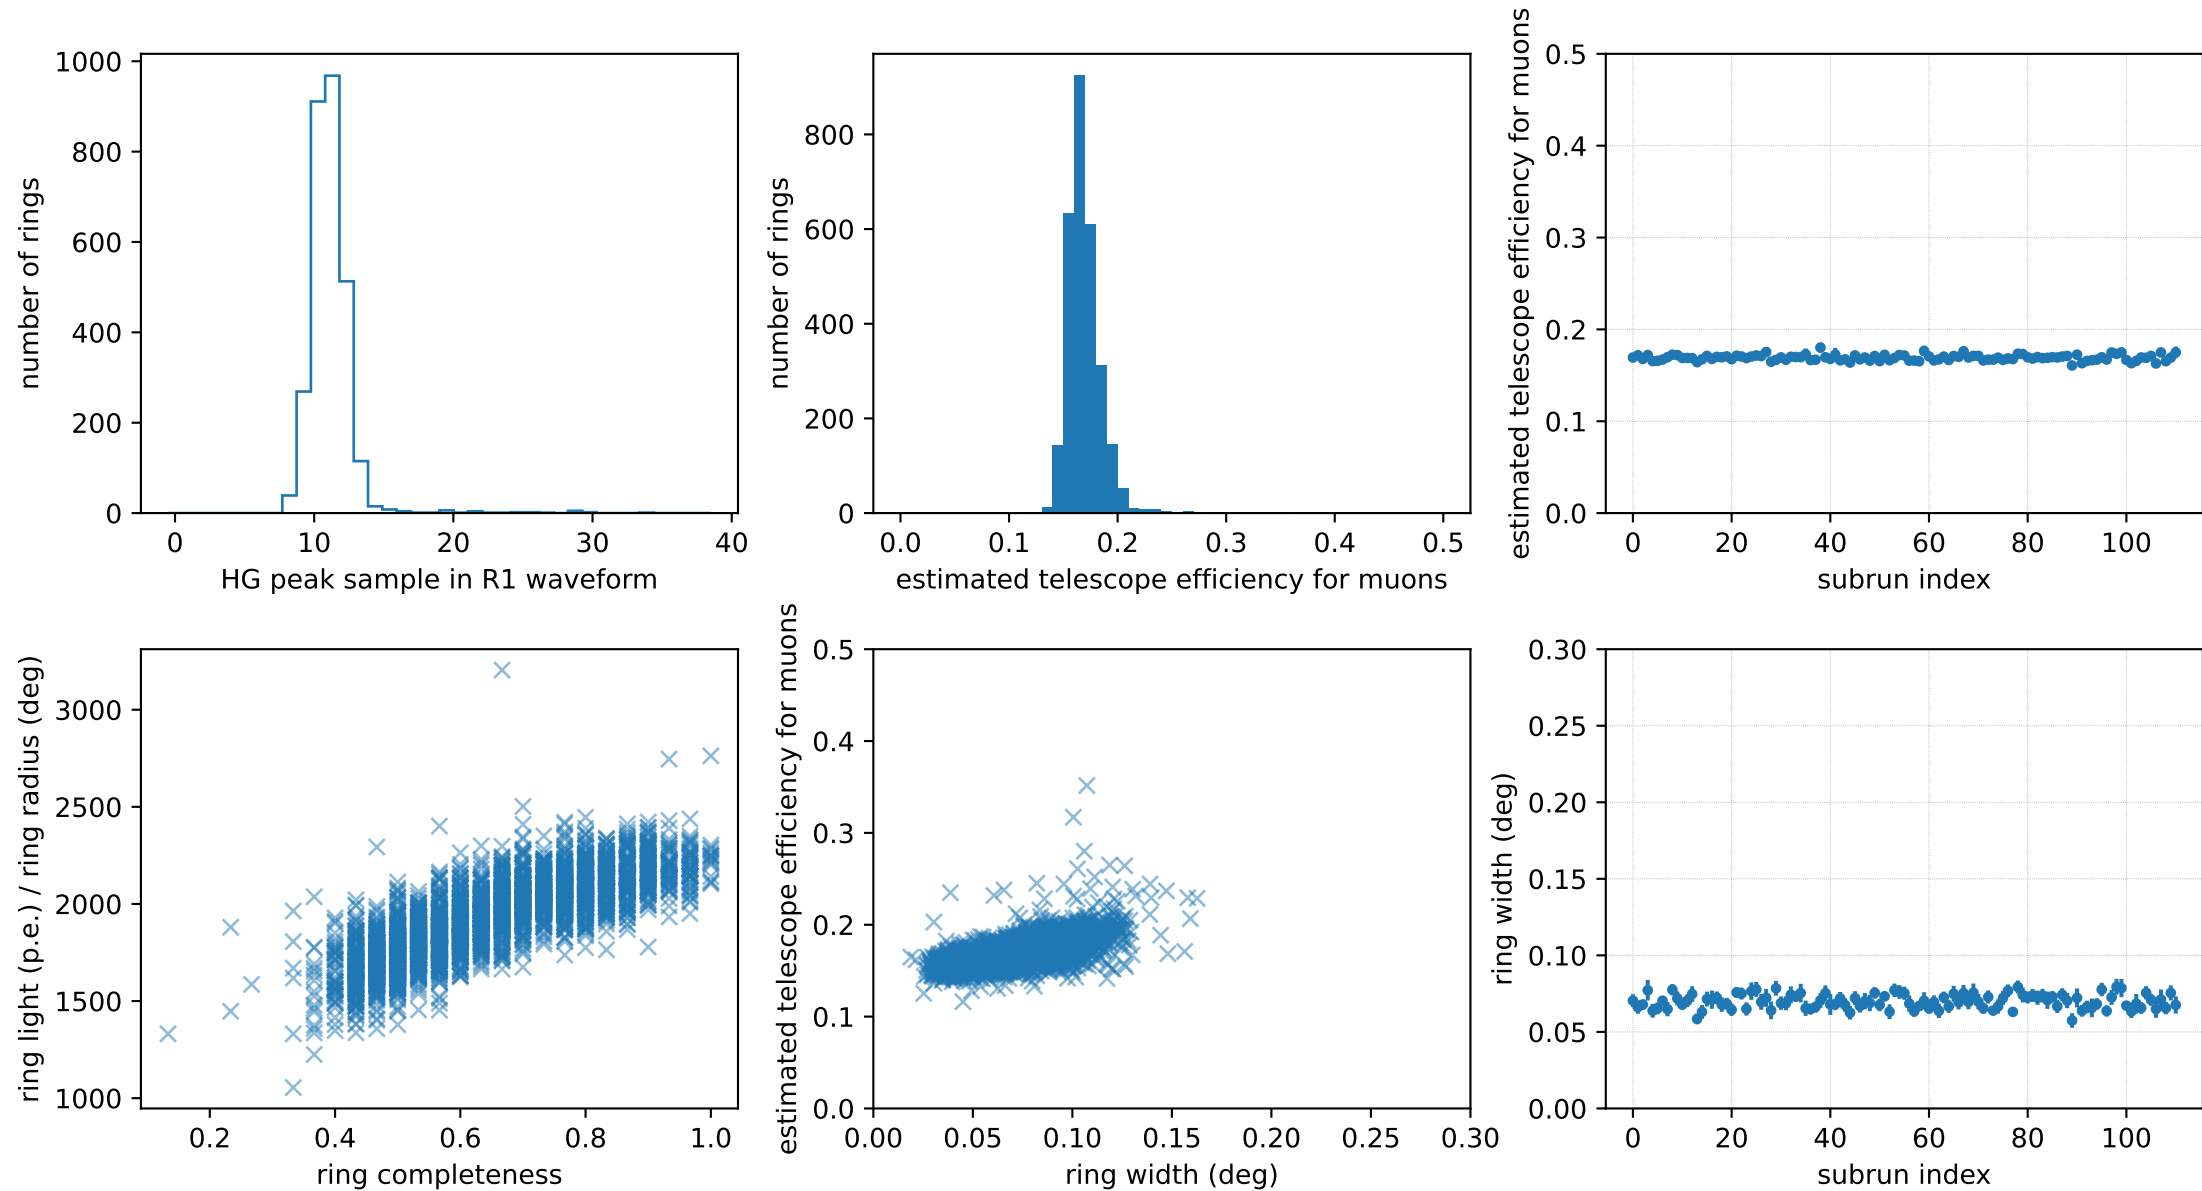 1000
800
600
400
200
0
number of rings
0 10 20 30 40
HG peak sample in R1 waveform
800
600
400
200
0
number of rings
0.0 0.1 0.2 0.3 0.4 0.5
estimated telescope efficiency for muons
0.5
0.4
0.3
0.2
0.1
0.0
estimated telescope efficiency for muons
0 20 40 60 80 100
subrun index
3000
2500
2000
1500
1000
ring light (p.e.) / ring radius (deg)
0.2 0.4 0.6 0.8 1.0
ring completeness
0.5
0.4
0.3
0.2
0.1
0.0
estimated telescope efficiency for muons
0.00 0.05 0.10 0.15 0.20 0.25 0.30
ring width (deg)
0.30
0.25
0.20
0.15
0.10
0.05
0.00
ring width (deg)
0 20 40 60 80 100
subrun index